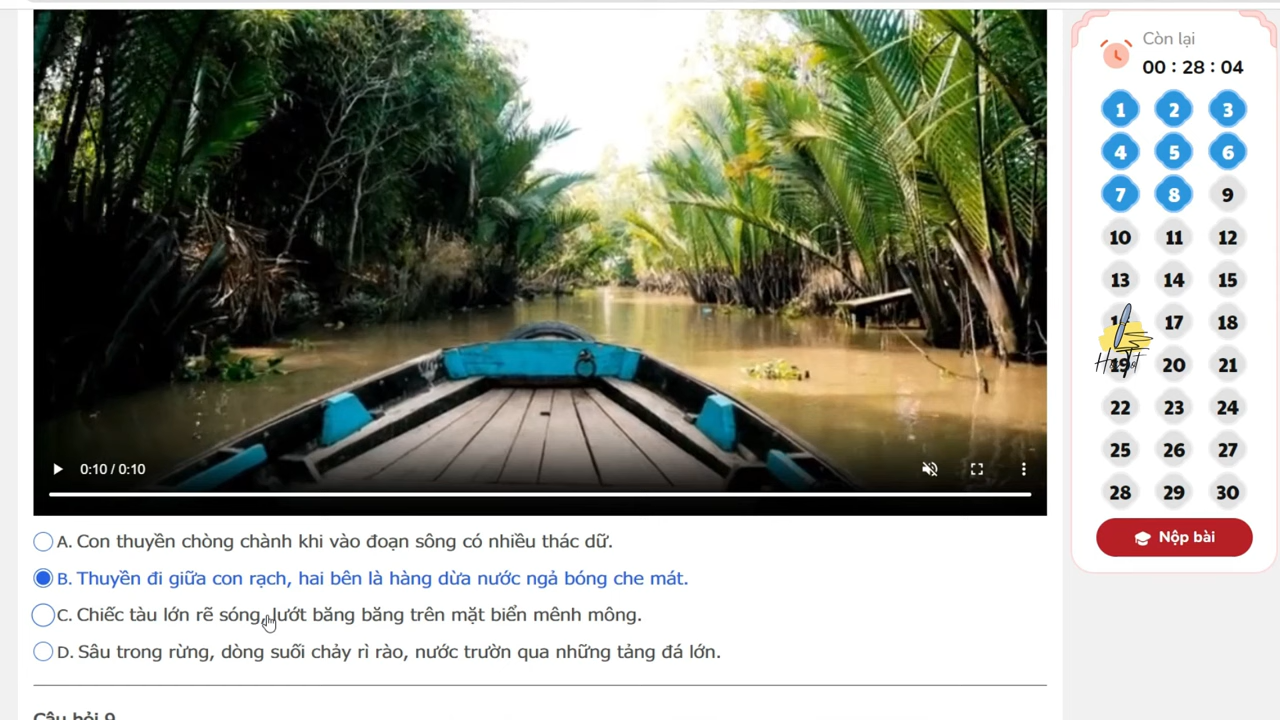 Còn lại
00 : 28 : 04
1 2 3
4 5 6
7 8 9
10 11 12
13 14 15
17 18
19 20 21
22 23 24
25 26 27
28 29 30
Nộp bài
0:10 / 0:10
A. Con thuyền chòng chành khi vào đoạn sông có nhiều thác dữ.
B. Thuyền đi giữa con rạch, hai bên là hàng dừa nước ngả bóng che mát.
C. Chiếc tàu lớn rẽ sóng, lướt băng băng trên mặt biển mênh mông.
D. Sâu trong rừng, dòng suối chảy rì rào, nước trườn qua những tảng đá lớn.
Câu hỏi 9